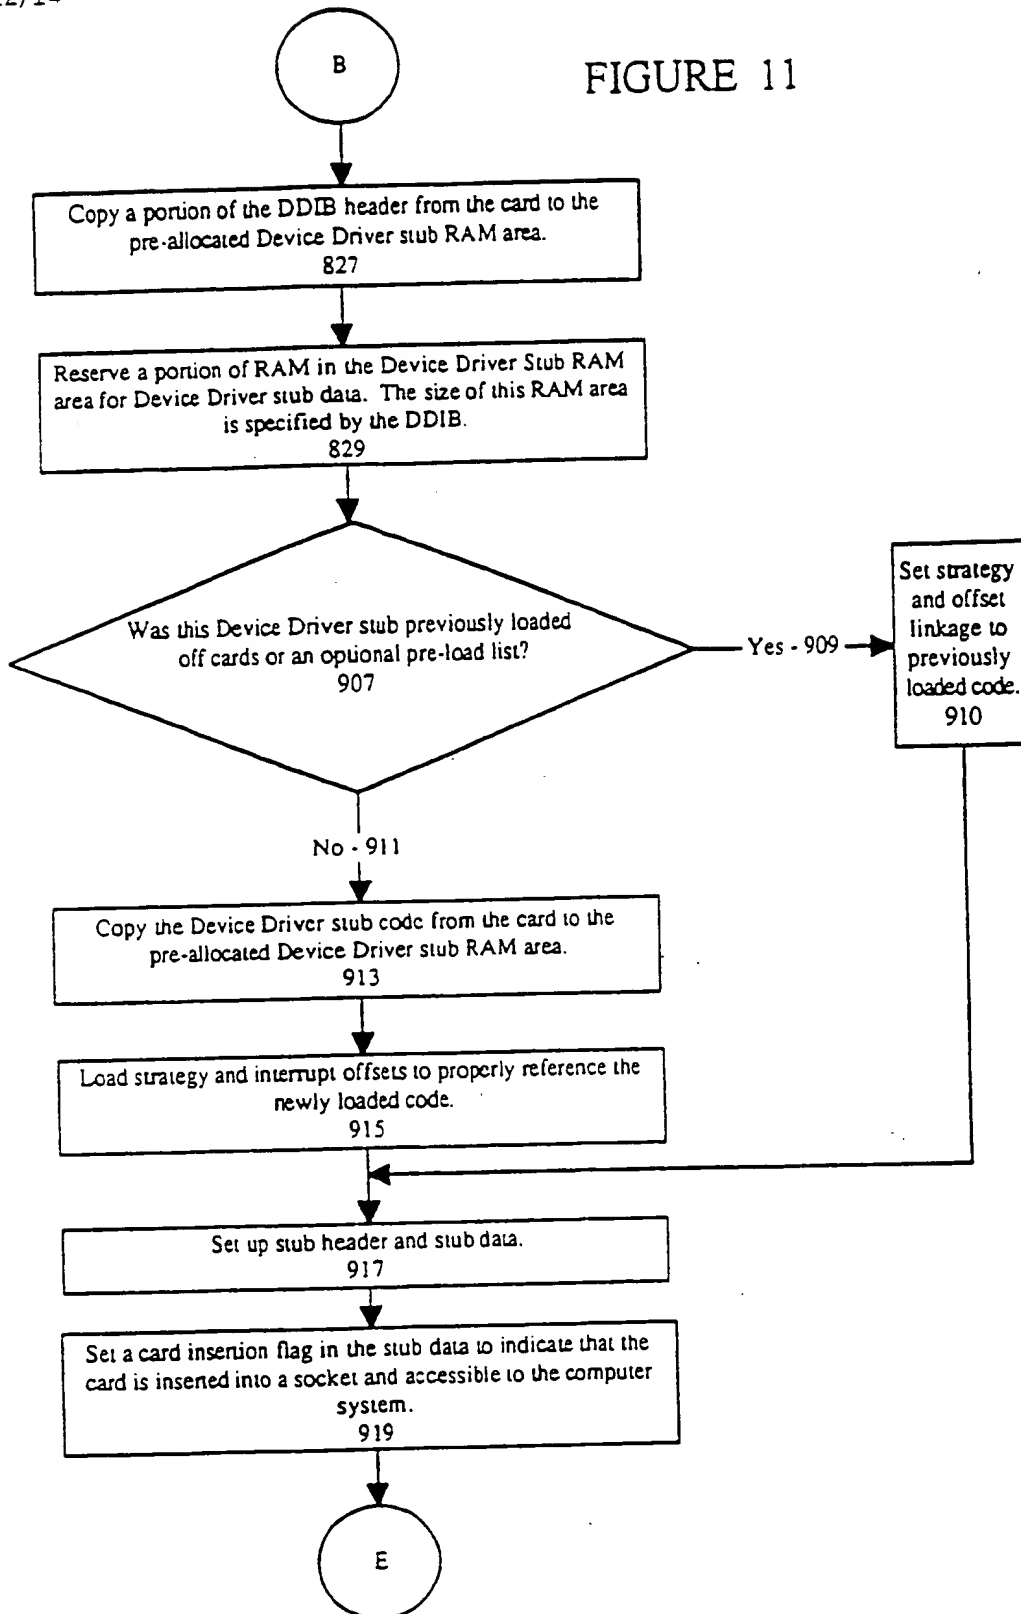 B
FIGURE 11
Copy a portion of the DDIB header from the card to the
pre-allocated Device Driver stub RAM area.
827
Reserve a portion of RAM in the Device Driver Stub RAM
area for Device Driver stub data. The size of this RAM area
is specified by the DDIB.
829
Was this Device Driver stub previously loaded
off cards or an optional pre-load list?
907
Yes - 909
Set strategy
and offset
linkage to
previously
loaded code.
910
No - 911
Copy the Device Driver stub code from the card to the
pre-allocated Device Driver stub RAM area.
913
Load strategy and interrupt offsets to properly reference the
newly loaded code.
915
Set up stub header and stub data.
917
Set a card insertion flag in the stub data to indicate that the
card is inserted into a socket and accessible to the computer
system.
919
E